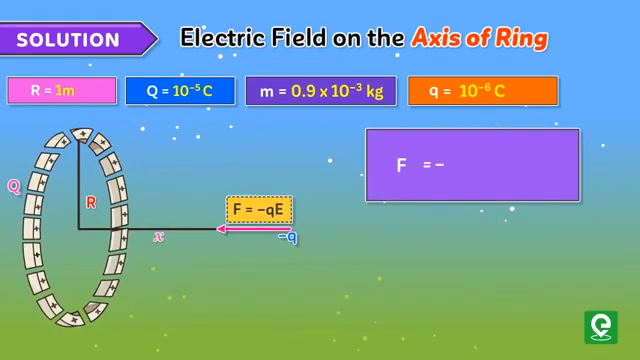 SOLUTION
Electric Field on the Axis of Ring
R = 1m
Q = 10⁻⁵ C
m = 0.9 x 10⁻³ kg
q = 10⁻⁶ C
F = −
Q
R
F = −qE
x
−q
e